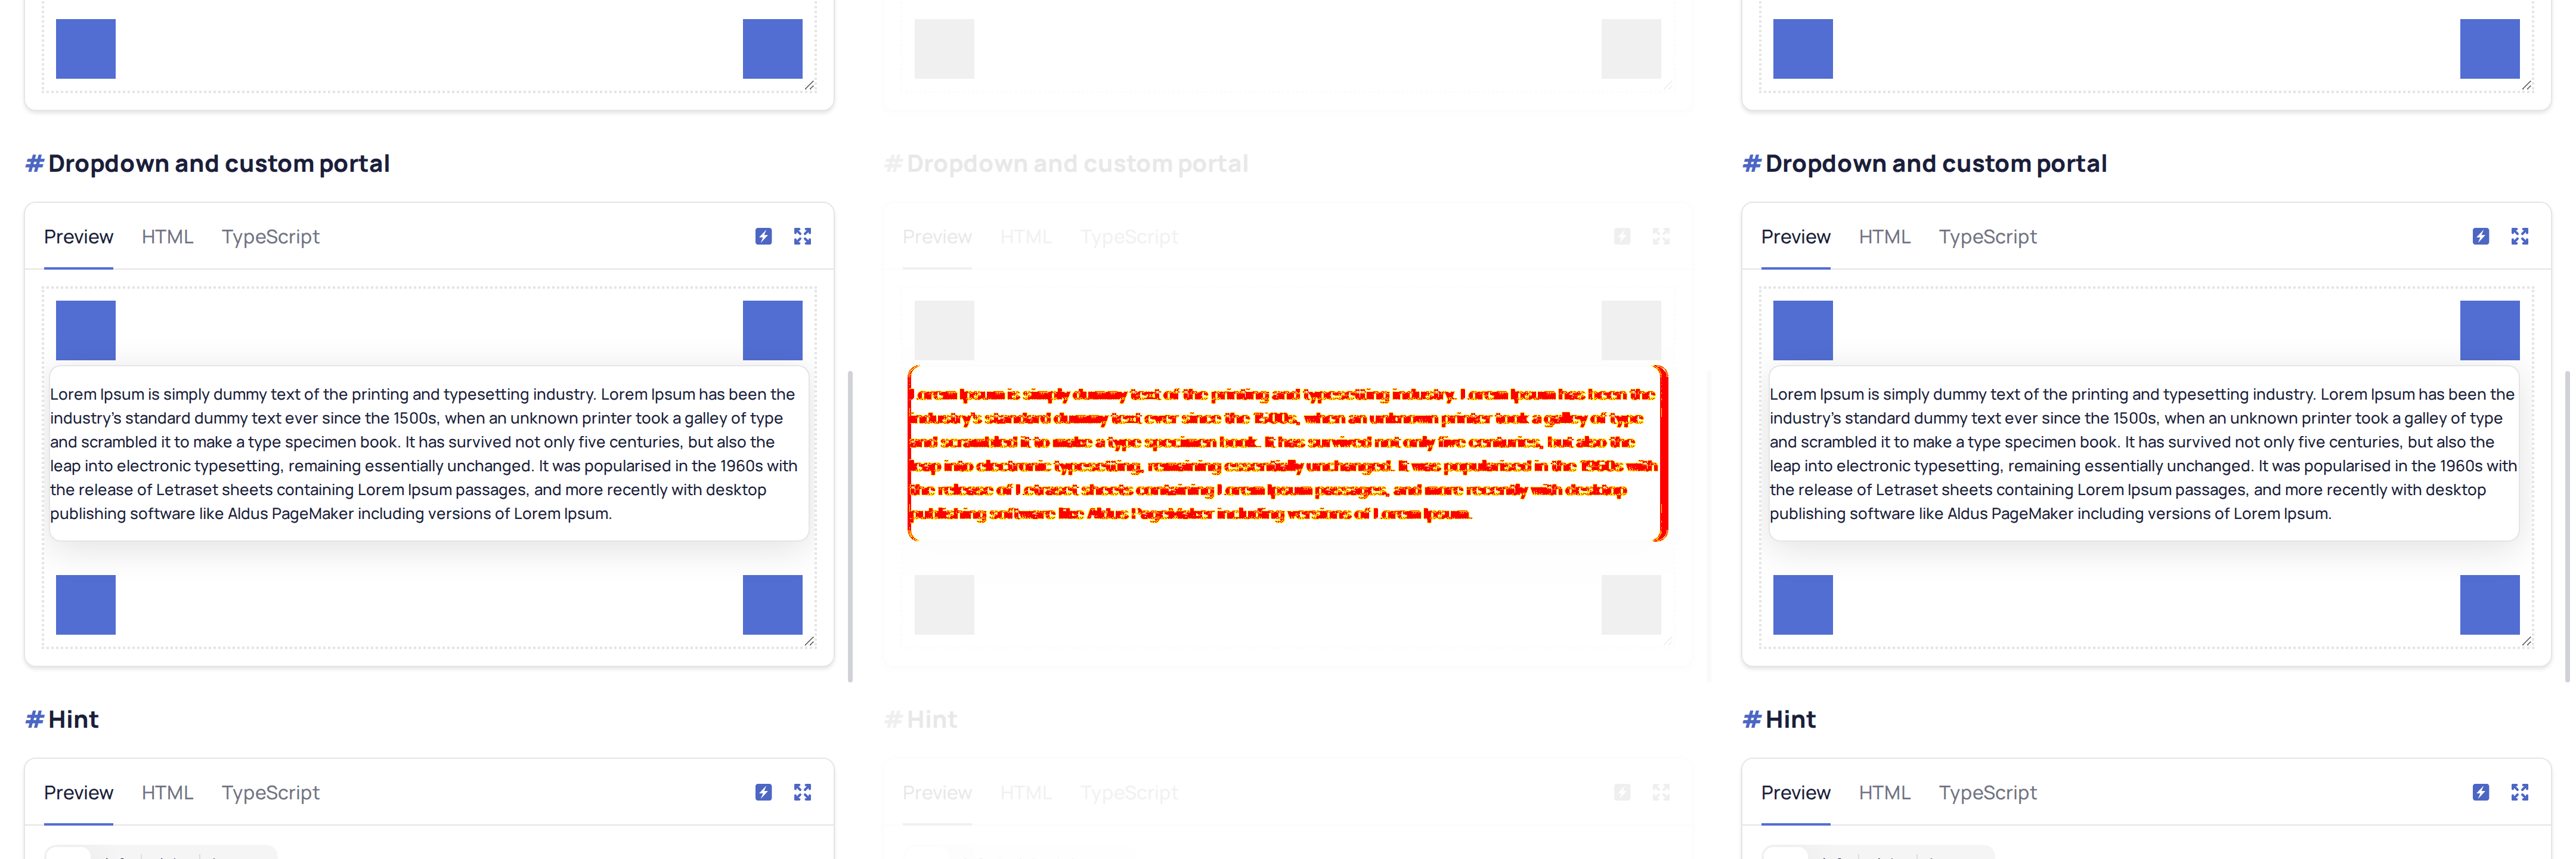 # Dropdown and custom portal
Preview HTML TypeScript
Lorem Ipsum is simply dummy text of the printing and typesetting industry. Lorem Ipsum has been the
industry's standard dummy text ever since the 1500s, when an unknown printer took a galley of type
and scrambled it to make a type specimen book. It has survived not only five centuries, but also the
leap into electronic typesetting, remaining essentially unchanged. It was popularised in the 1960s with
the release of Letraset sheets containing Lorem Ipsum passages, and more recently with desktop
publishing software like Aldus PageMaker including versions of Lorem Ipsum.
# Hint
Preview HTML TypeScript
# Dropdown and custom portal
Preview HTML TypeScript
Lorem Ipsum is simply dummy text of the printing and typesetting industry. Lorem Ipsum has been the
industry's standard dummy text ever since the 1500s, when an unknown printer took a galley of type
and scrambled it to make a type specimen book. It has survived not only five centuries, but also the
leap into electronic typesetting, remaining essentially unchanged. It was popularised in the 1960s with
the release of Letraset sheets containing Lorem Ipsum passages, and more recently with desktop
publishing software like Aldus PageMaker including versions of Lorem Ipsum.
# Hint
Preview HTML TypeScript
# Dropdown and custom portal
Preview HTML TypeScript
Lorem Ipsum is simply dummy text of the printing and typesetting industry. Lorem Ipsum has been the
industry's standard dummy text ever since the 1500s, when an unknown printer took a galley of type
and scrambled it to make a type specimen book. It has survived not only five centuries, but also the
leap into electronic typesetting, remaining essentially unchanged. It was popularised in the 1960s with
the release of Letraset sheets containing Lorem Ipsum passages, and more recently with desktop
publishing software like Aldus PageMaker including versions of Lorem Ipsum.
# Hint
Preview HTML TypeScript